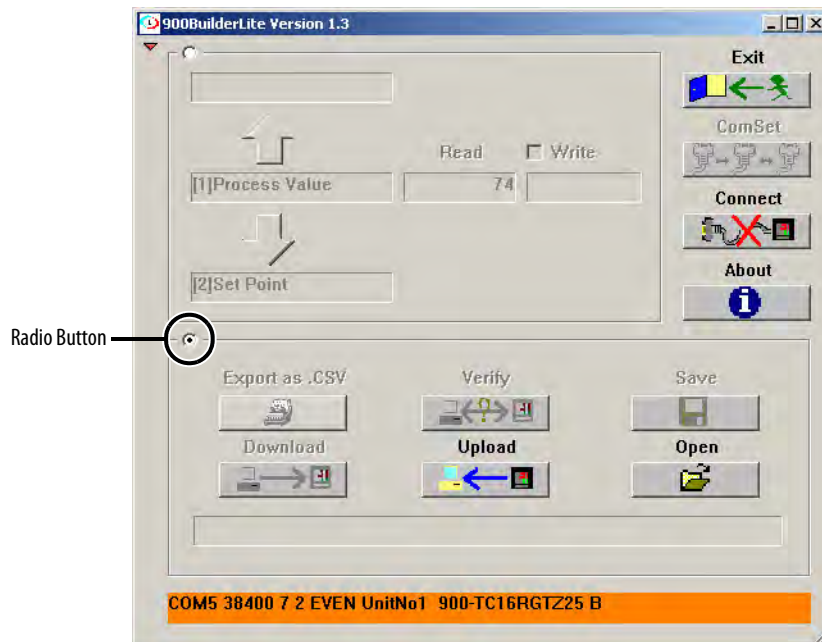 900BuilderLite Version 1.3
Exit
ComSet
Read
Write
[1]Process Value
74
Connect
[2]Set Point
About
Radio Button
Export as .CSV
Verify
Save
Download
Upload
Open
COM5 38400 7 2 EVEN UnitNo1 900-TC16RGTZ25 B